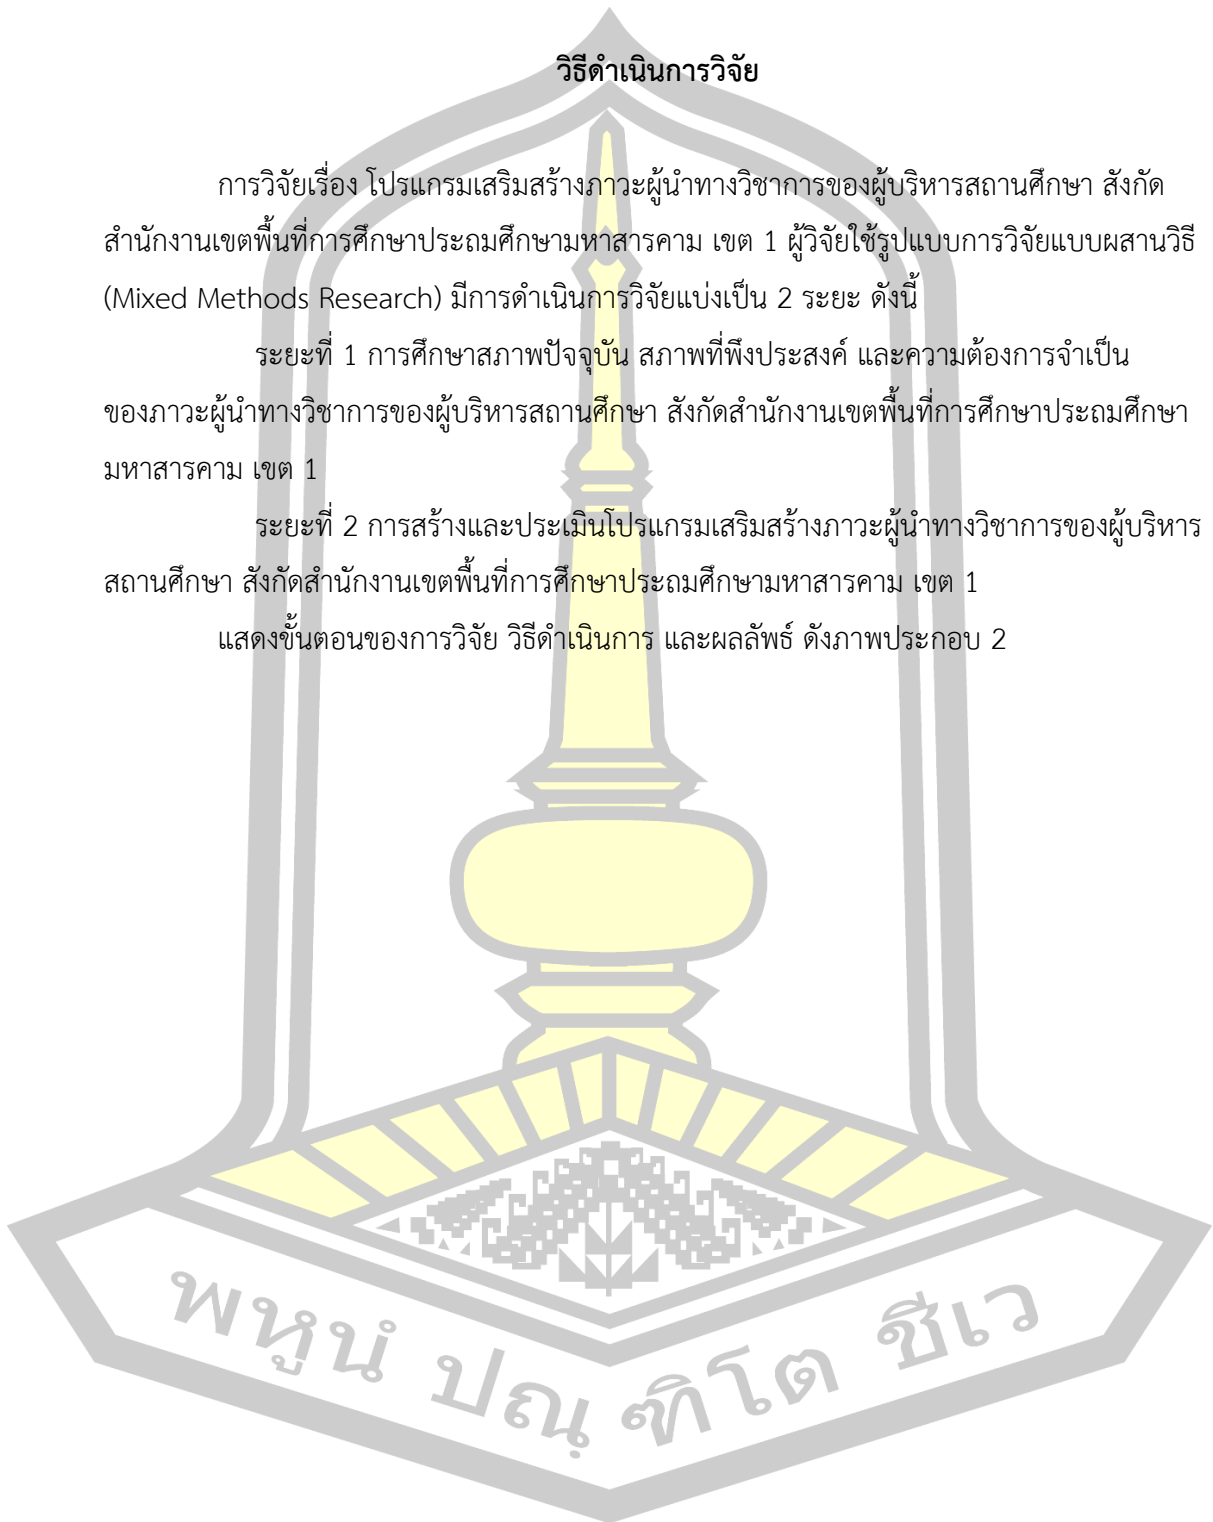 วิธีดำเนินการวิจัย
การวิจัยเรื่อง โปรแกรมเสริมสร้างภาวะผู้นำทางวิชาการของผู้บริหารสถานศึกษา สังกัด
สำนักงานเขตพื้นที่การศึกษาประถมศึกษามหาสารคาม เขต 1 ผู้วิจัยใช้รูปแบบการวิจัยแบบผสานวิธี
(Mixed Methods Research) มีการดำเนินการวิจัยแบ่งเป็น 2 ระยะ ดังนี้
ระยะที่ 1 การศึกษาสภาพปัจจุบัน สภาพที่พึงประสงค์ และความต้องการจำเป็น
ของภาวะผู้นำทางวิชาการของผู้บริหารสถานศึกษา สังกัดสำนักงานเขตพื้นที่การศึกษาประถมศึกษา
มหาสารคาม เขต 1
ระยะที่ 2 การสร้างและประเมินโปรแกรมเสริมสร้างภาวะผู้นำทางวิชาการของผู้บริหาร
สถานศึกษา สังกัดสำนักงานเขตพื้นที่การศึกษาประถมศึกษามหาสารคาม เขต 1
แสดงขั้นตอนของการวิจัย วิธีดำเนินการ และผลลัพธ์ ดังภาพประกอบ 2
พหูนํ ปณฺฑิโต ชีเว